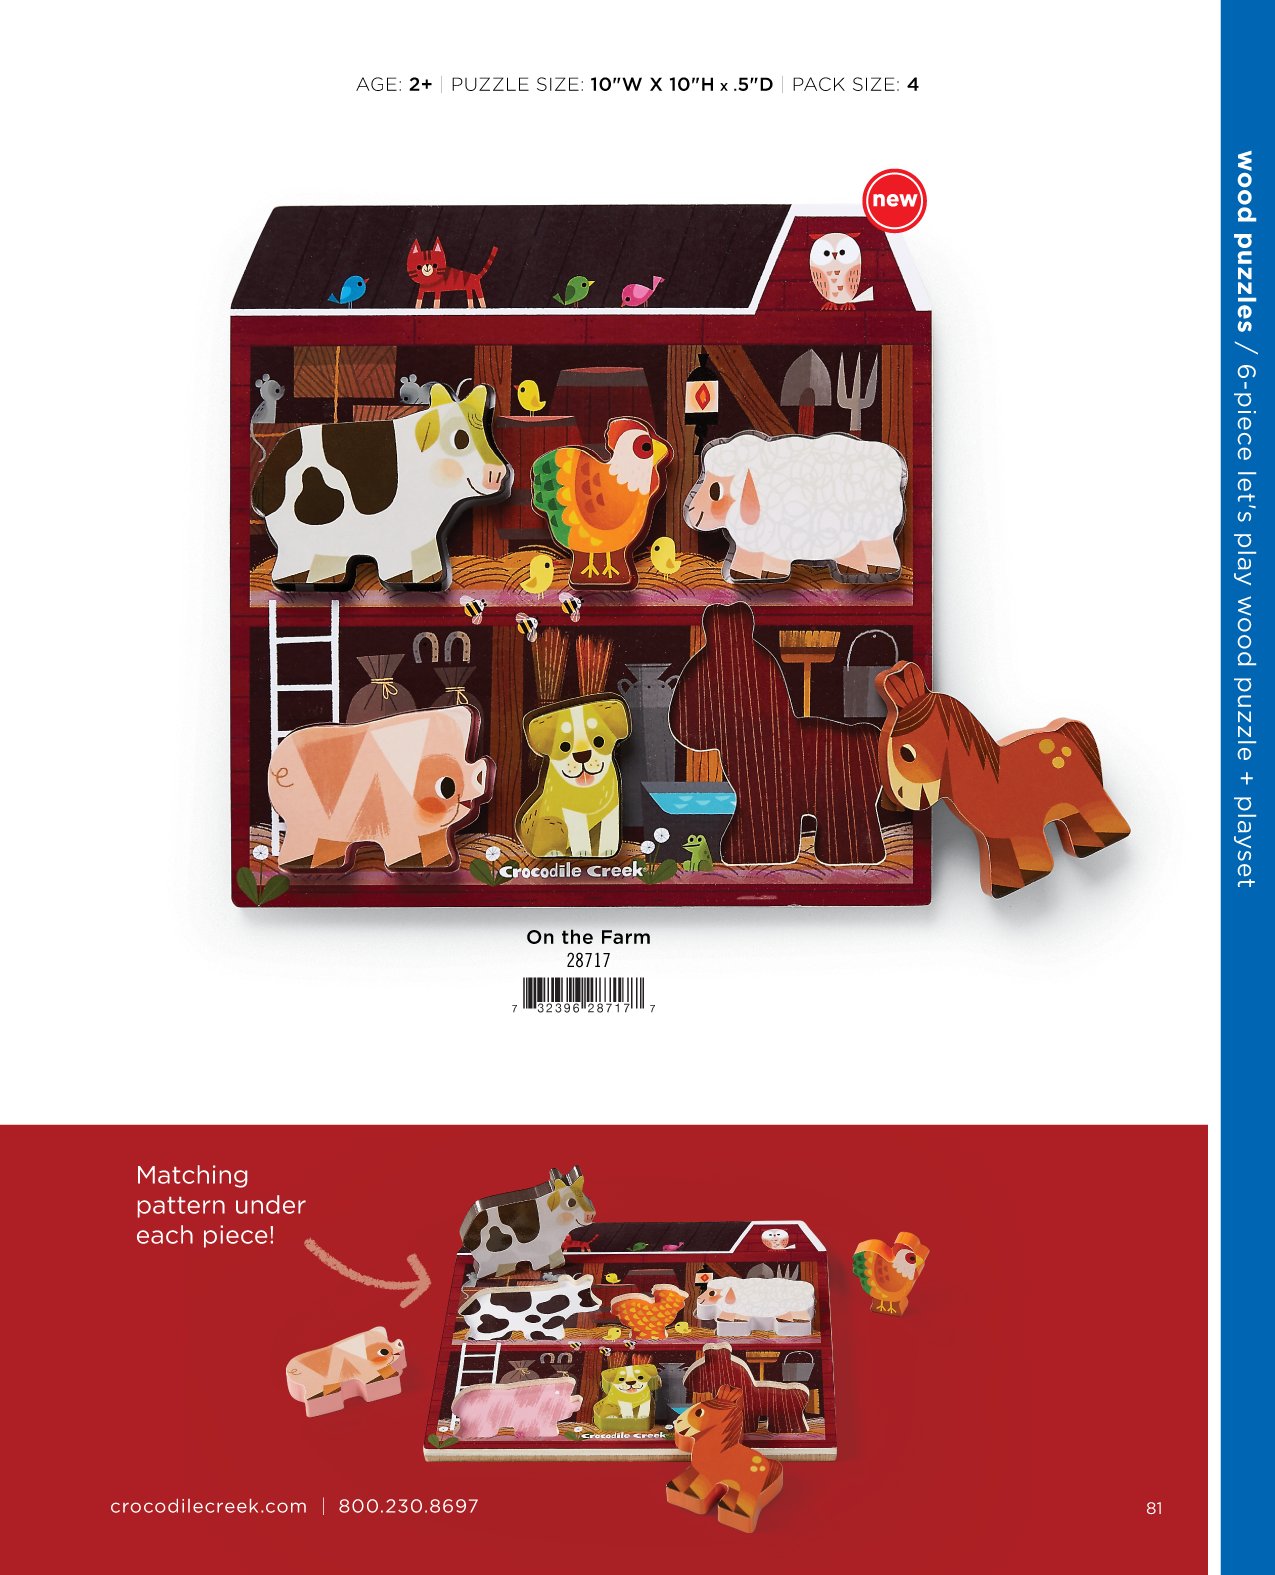 AGE: 2+ | PUZZLE SIZE: 10"W X 10"H x .5"D | PACK SIZE: 4
new
wood puzzles / 6-piece let's play wood puzzle + playset
Crocodile Creek
On the Farm
28717
7 32396 28717 7
Matching
pattern under
each piece!
Crocodile Creek
crocodilecreek.com | 800.230.8697
81